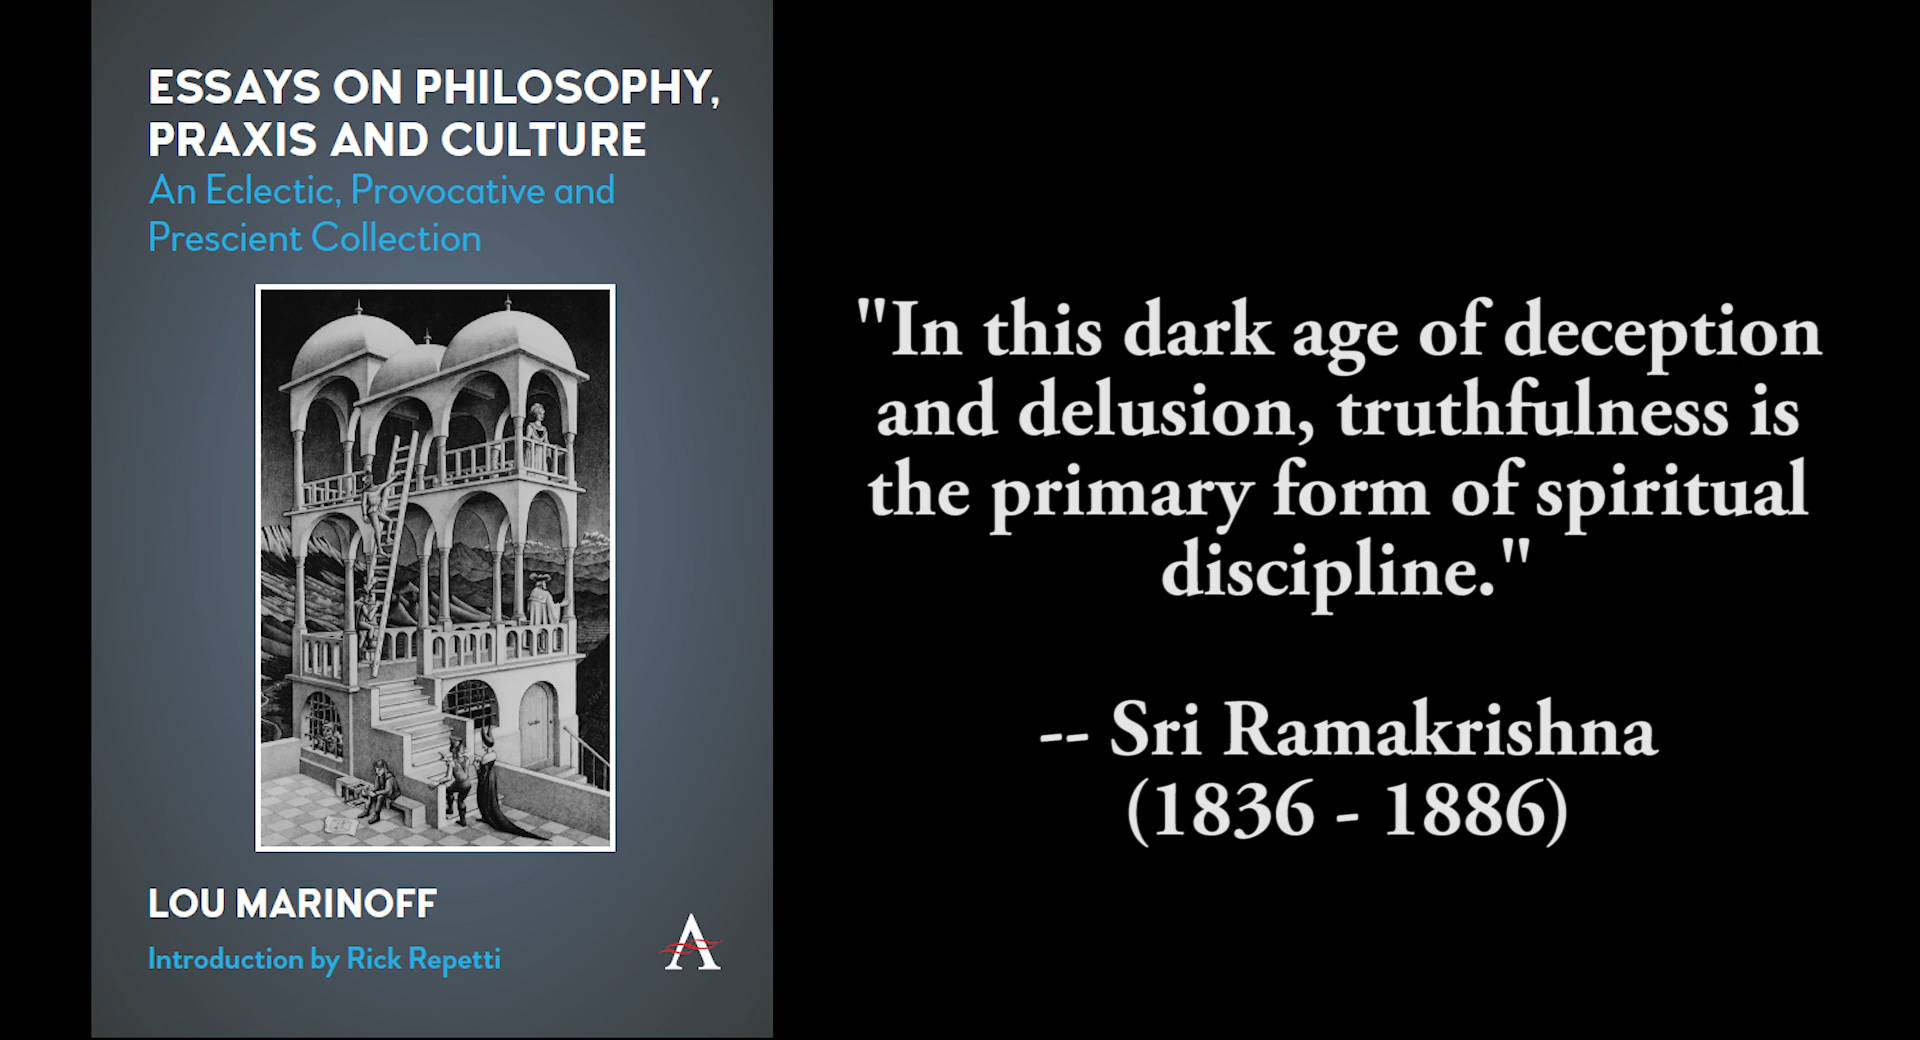 ESSAYS ON PHILOSOPHY,
PRAXIS AND CULTURE
An Eclectic, Provocative and
Prescient Collection
LOU MARINOFF
Introduction by Rick Repetti
A
"In this dark age of deception
and delusion, truthfulness is
the primary form of spiritual
discipline."
-- Sri Ramakrishna
(1836 - 1886)